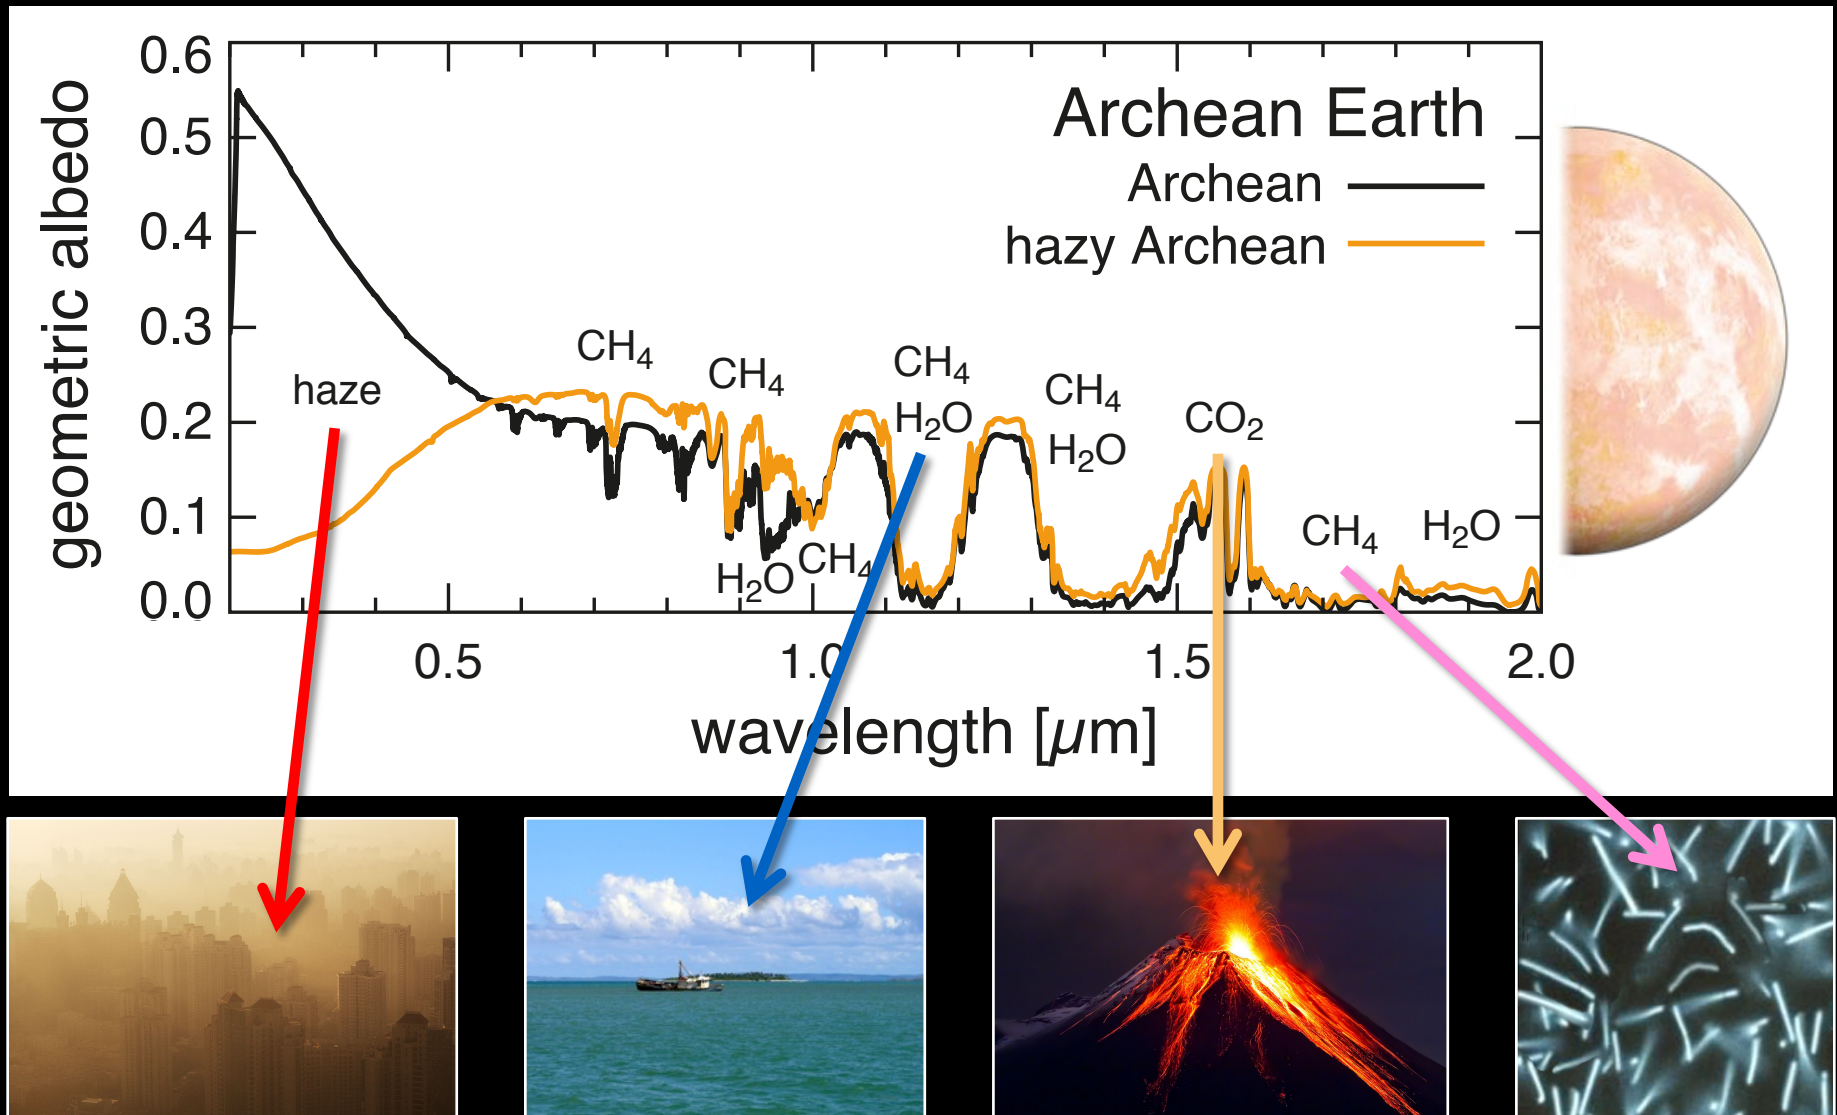 0.6
0.5
0.4
0.3
0.2
0.1
0.0
geometric albedo
Archean Earth
Archean
hazy Archean
haze
CH₄
CH₄
CH₄
H₂O
CH₄
H₂O
CO₂
H₂O
CH₄
CH₄
H₂O
0.5
1.0
1.5
2.0
wavelength [μm]